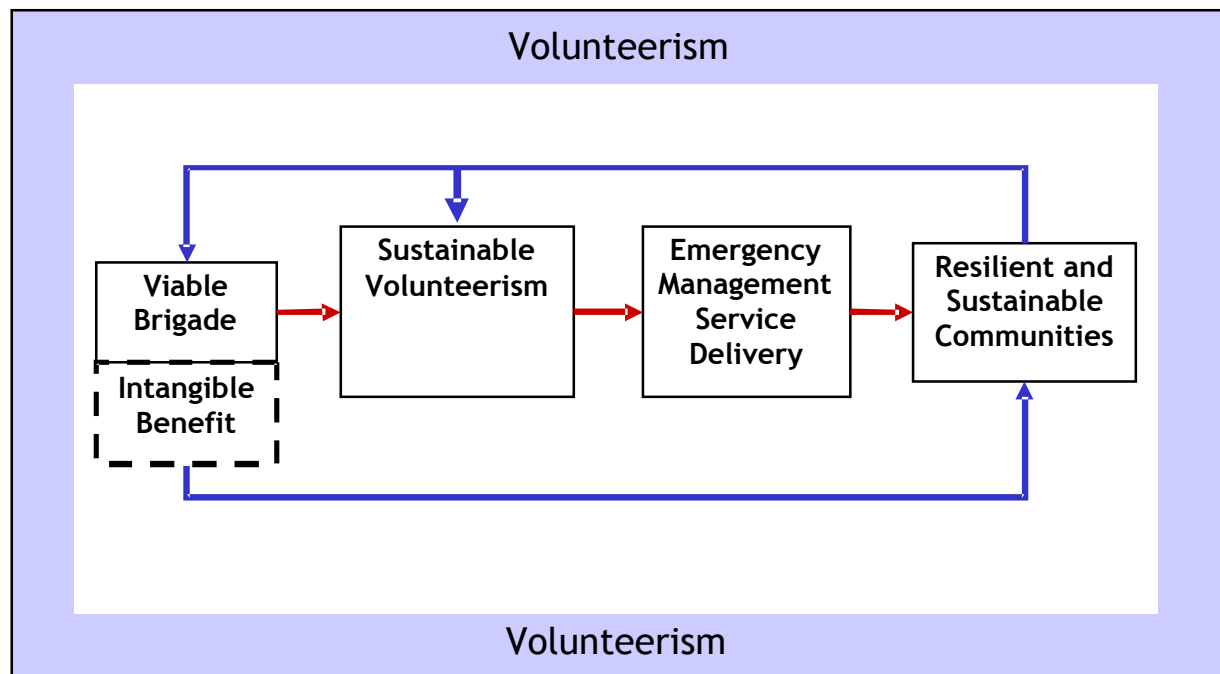 Volunteerism
Viable
Brigade
Intangible
Benefit
Sustainable
Volunteerism
Emergency
Management
Service
Delivery
Resilient and
Sustainable
Communities
Volunteerism